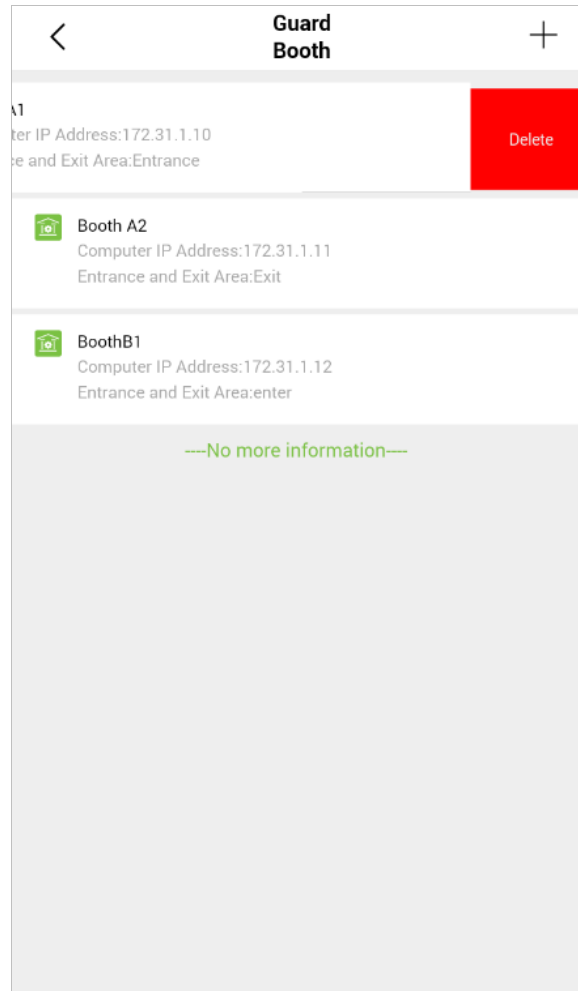 Guard
Booth
A1
ter IP Address:172.31.1.10
e and Exit Area:Entrance
Delete
Booth A2
Computer IP Address:172.31.1.11
Entrance and Exit Area:Exit
BoothB1
Computer IP Address:172.31.1.12
Entrance and Exit Area:enter
----No more information----